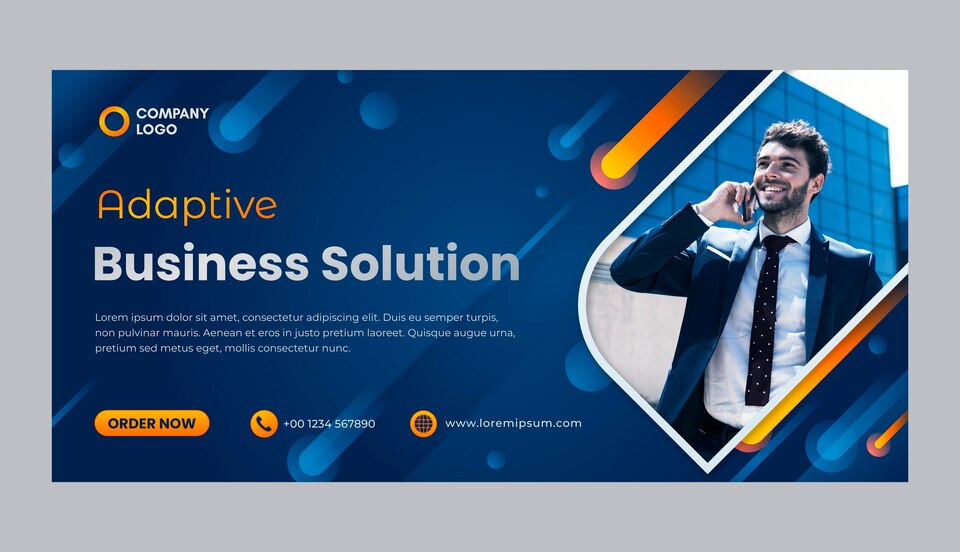 COMPANY
LOGO
Adaptive
Business Solution
Lorem ipsum dolor sit amet, consectetur adipiscing elit. Duis eu sem turpis,
non pulvinar mauris. Aenean et eros in justo pretium laoreet. Quisque augue urna,
pretium sed metus eget, mollis consectetur nunc.
ORDER NOW
+00 1234 567890
www.loremipsum.com